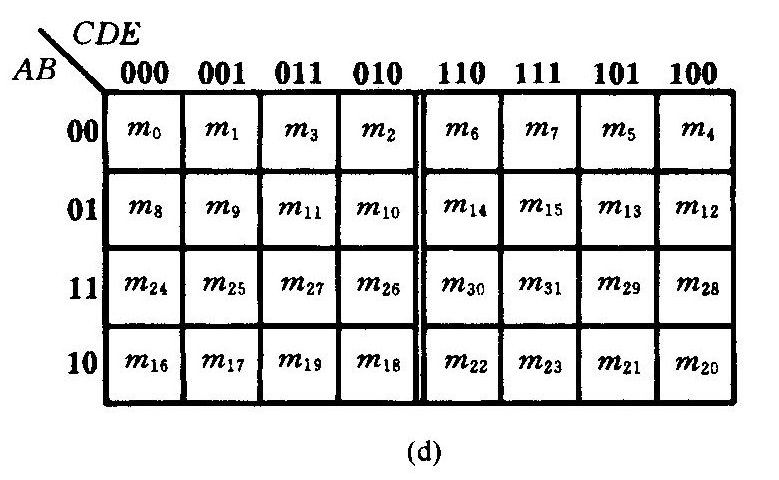 CDE
AB 000 001 011 010 110 111 101 100
00 m₀ m₁ m₃ m₂ m₆ m₇ m₅ m₄
01 m₈ m₉ m₁₁ m₁₀ m₁₄ m₁₅ m₁₃ m₁₂
11 m₂₄ m₂₅ m₂₇ m₂₆ m₃₀ m₃₁ m₂₉ m₂₈
10 m₁₆ m₁₇ m₁₉ m₁₈ m₂₂ m₂₃ m₂₁ m₂₀
(d)